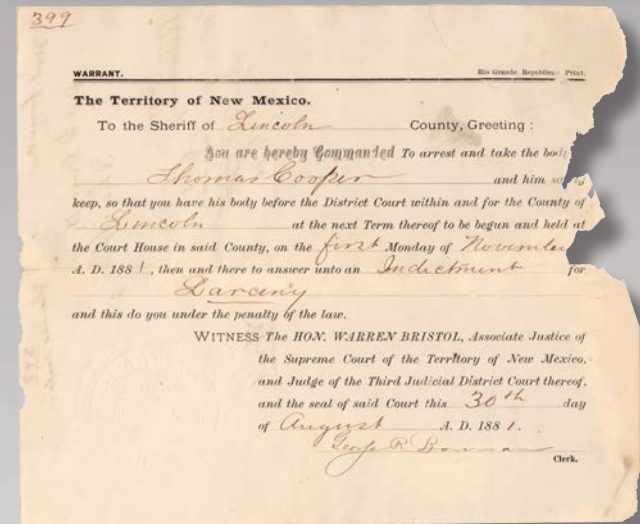 399
WARRANT. Rio Grande Republican Print.
The Territory of New Mexico.
To the Sheriff of Lincoln County, Greeting:
You are hereby Commanded To arrest and take the body
Thomas Cooper and him
keep, so that you have his body before the District Court within and for the County of
Lincoln at the next Term thereof to be begun and held at
the Court House in said County, on the first Monday of November
A. D. 1881, then and there to answer unto an Indictment for
Larceny
and this do you under the penalty of the law.
WITNESS The HON. WARREN BRISTOL, Associate Justice of
the Supreme Court of the Territory of New Mexico,
and Judge of the Third Judicial District Court thereof,
and the seal of said Court this 30th day
of August A. D. 1881.
George R. Bowman
Clerk.